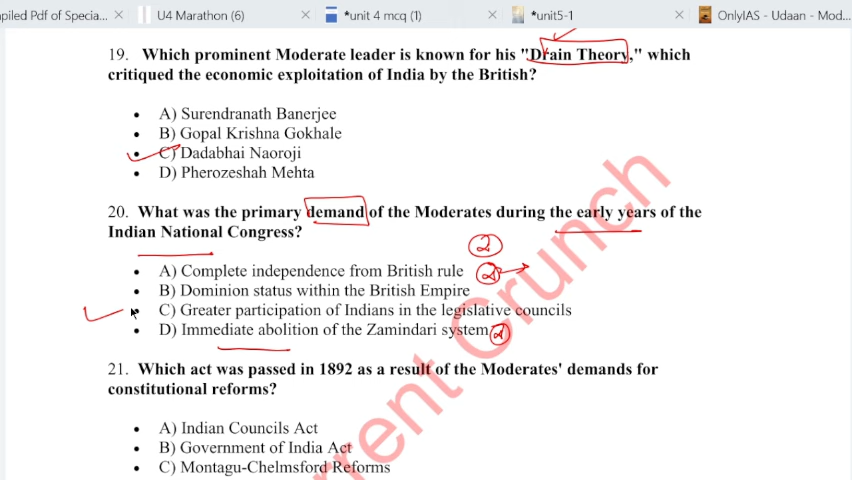 piled Pdf of Specia... × U4 Marathon (6) × *unit 4 mcq (1) × *unit5-1 × OnlyIAS - Udaan - Mod...
19. Which prominent Moderate leader is known for his "Drain Theory," which
critiqued the economic exploitation of India by the British?
• A) Surendranath Banerjee
• B) Gopal Krishna Gokhale
• C) Dadabhai Naoroji
• D) Pherozeshah Mehta
20. What was the primary demand of the Moderates during the early years of the
Indian National Congress?
2
• A) Complete independence from British rule
• B) Dominion status within the British Empire
• C) Greater participation of Indians in the legislative councils
• D) Immediate abolition of the Zamindari system
21. Which act was passed in 1892 as a result of the Moderates' demands for
constitutional reforms?
• A) Indian Councils Act
• B) Government of India Act
• C) Montagu-Chelmsford Reforms
rrent Crunch